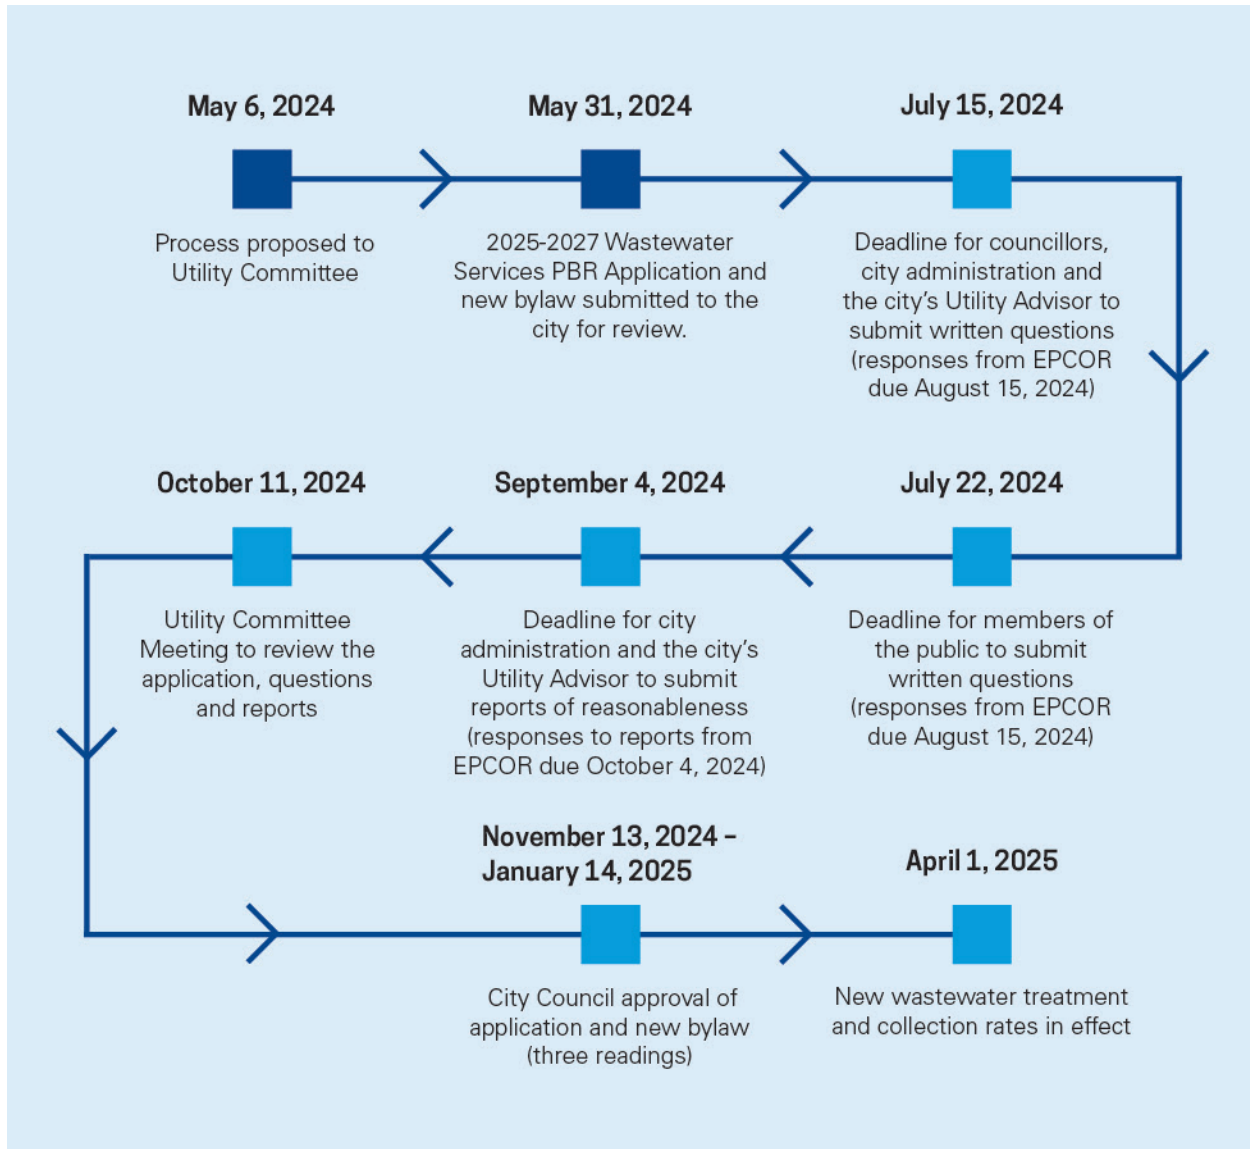 May 6, 2024
Process proposed to
Utility Committee
May 31, 2024
2025-2027 Wastewater
Services PBR Application and
new bylaw submitted to the
city for review.
July 15, 2024
Deadline for councillors,
city administration and
the city's Utility Advisor to
submit written questions
(responses from EPCOR
due August 15, 2024)
July 22, 2024
Deadline for members of
the public to submit
written questions
(responses from EPCOR
due August 15, 2024)
September 4, 2024
Deadline for city
administration and the city's
Utility Advisor to submit
reports of reasonableness
(responses to reports from
EPCOR due October 4, 2024)
October 11, 2024
Utility Committee
Meeting to review the
application, questions
and reports
November 13, 2024 –
January 14, 2025
City Council approval of
application and new bylaw
(three readings)
April 1, 2025
New wastewater treatment
and collection rates in effect